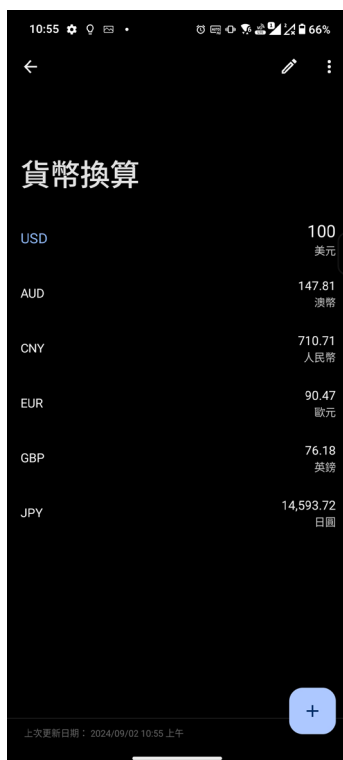 10:55 66%
貨幣換算
USD 100
美元
AUD 147.81
澳幣
CNY 710.71
人民幣
EUR 90.47
歐元
GBP 76.18
英鎊
JPY 14,593.72
日圓
+
上次更新日期： 2024/09/02 10:55 上午